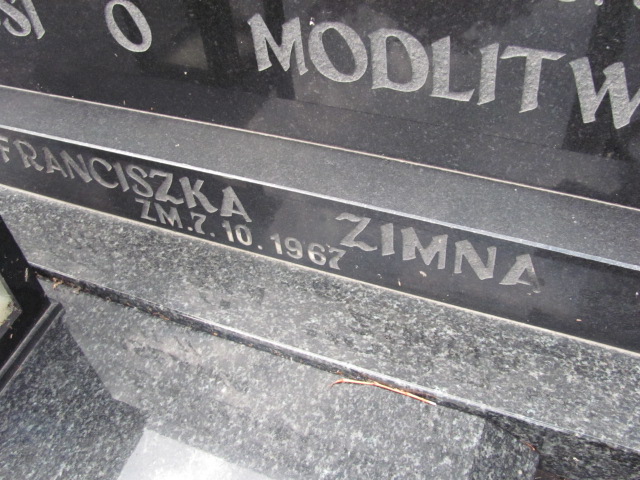 O MODLITW
FRANCISZKA ZIMNA
ZM. 7. 10. 1967